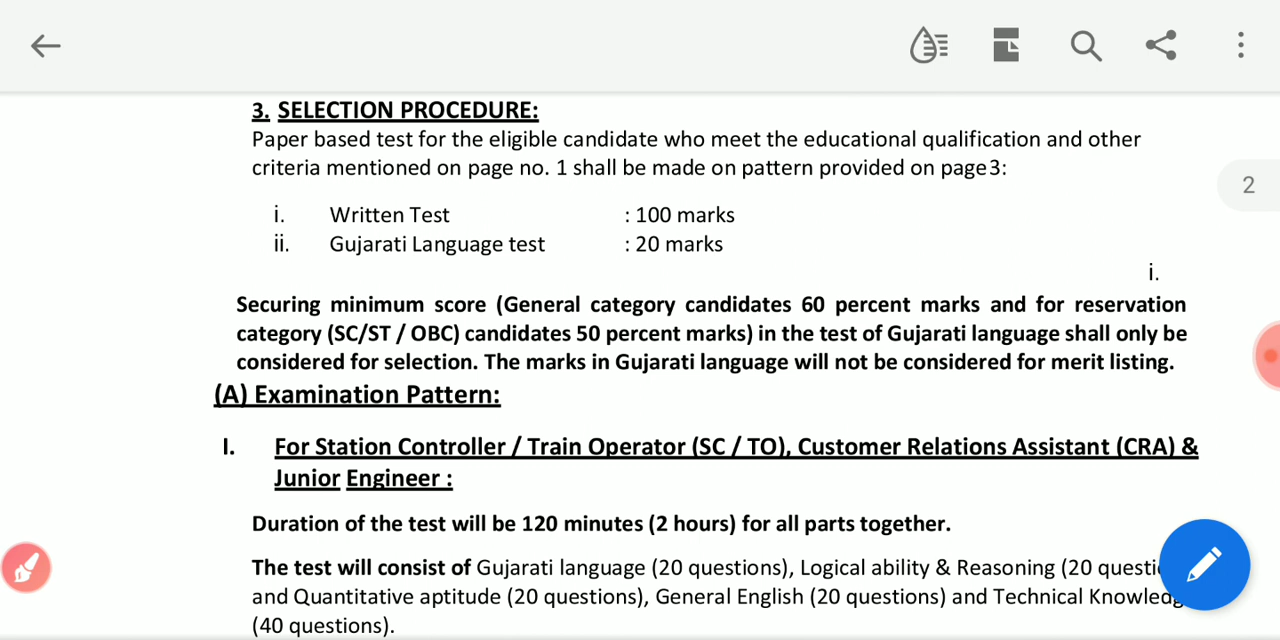 3. SELECTION PROCEDURE:
Paper based test for the eligible candidate who meet the educational qualification and other
criteria mentioned on page no. 1 shall be made on pattern provided on page3:
2
i. Written Test : 100 marks
ii. Gujarati Language test : 20 marks
i.
Securing minimum score (General category candidates 60 percent marks and for reservation
category (SC/ST / OBC) candidates 50 percent marks) in the test of Gujarati language shall only be
considered for selection. The marks in Gujarati language will not be considered for merit listing.
(A) Examination Pattern:
I. For Station Controller / Train Operator (SC / TO), Customer Relations Assistant (CRA) &
Junior Engineer :
Duration of the test will be 120 minutes (2 hours) for all parts together.
The test will consist of Gujarati language (20 questions), Logical ability & Reasoning (20
and Quantitative aptitude (20 questions), General English (20 questions) and Technical
(40 questions).